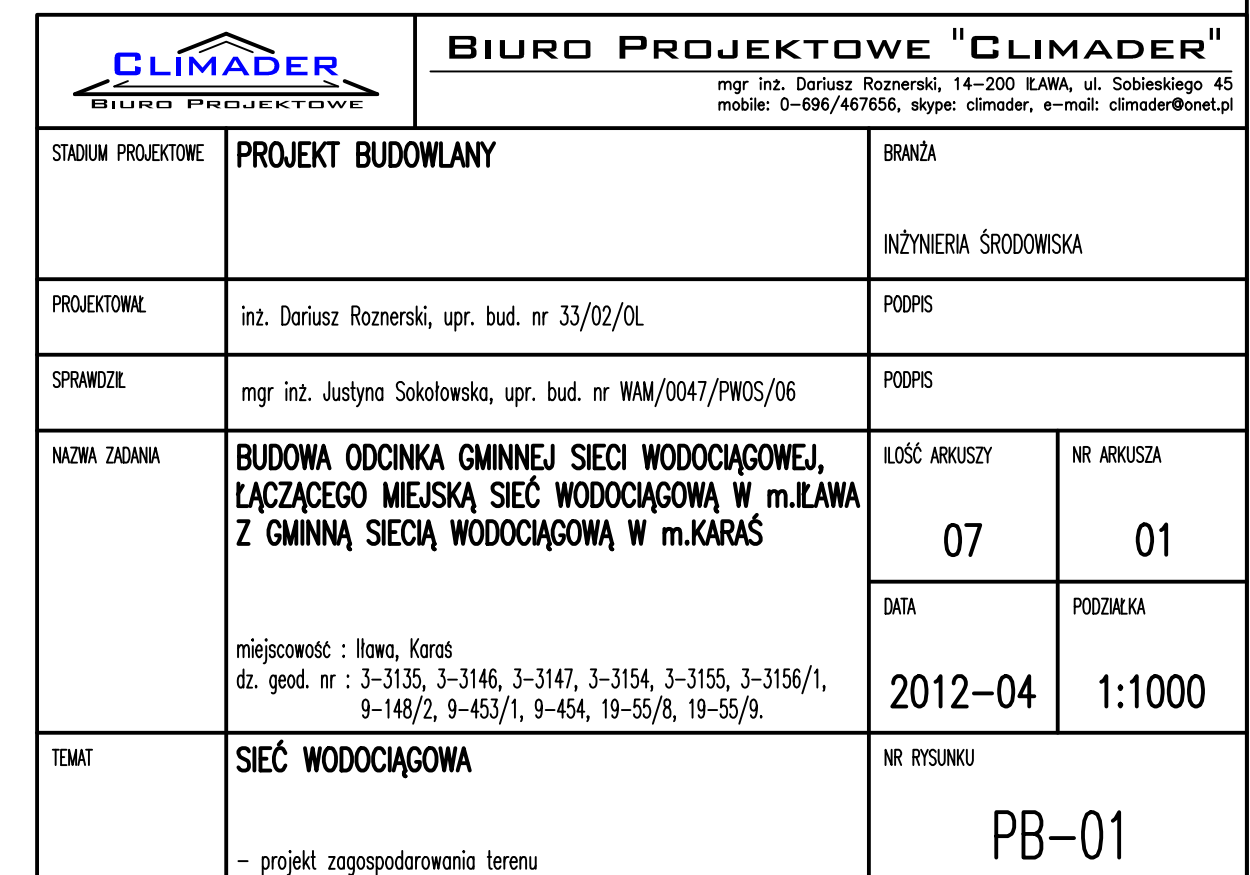 CLIMADER
BIURO PROJEKTOWE
BIURO PROJEKTOWE "CLIMADER"
mgr inż. Dariusz Roznerski, 14-200 IŁAWA, ul. Sobieskiego 45
mobile: 0-696/467656, skype: climader, e-mail: climader@onet.pl
STADIUM PROJEKTOWE
PROJEKT BUDOWLANY
BRANŻA
INŻYNIERIA ŚRODOWISKA
PROJEKTOWAŁ
inż. Dariusz Roznerski, upr. bud. nr 33/02/OL
PODPIS
SPRAWDZIŁ
mgr inż. Justyna Sokołowska, upr. bud. nr WAM/0047/PWOS/06
PODPIS
NAZWA ZADANIA
BUDOWA ODCINKA GMINNEJ SIECI WODOCIĄGOWEJ,
ŁĄCZĄCEGO MIEJSKĄ SIEĆ WODOCIĄGOWĄ W m.IŁAWA
Z GMINNĄ SIECIĄ WODOCIĄGOWĄ W m.KARAŚ
miejscowość : Iława, Karaś
dz. geod. nr : 3-3135, 3-3146, 3-3147, 3-3154, 3-3155, 3-3156/1,
9-148/2, 9-453/1, 9-454, 19-55/8, 19-55/9.
ILOŚĆ ARKUSZY
07
NR ARKUSZA
01
DATA
2012-04
PODZIAŁKA
1:1000
TEMAT
SIEĆ WODOCIĄGOWA
- projekt zagospodarowania terenu
NR RYSUNKU
PB-01